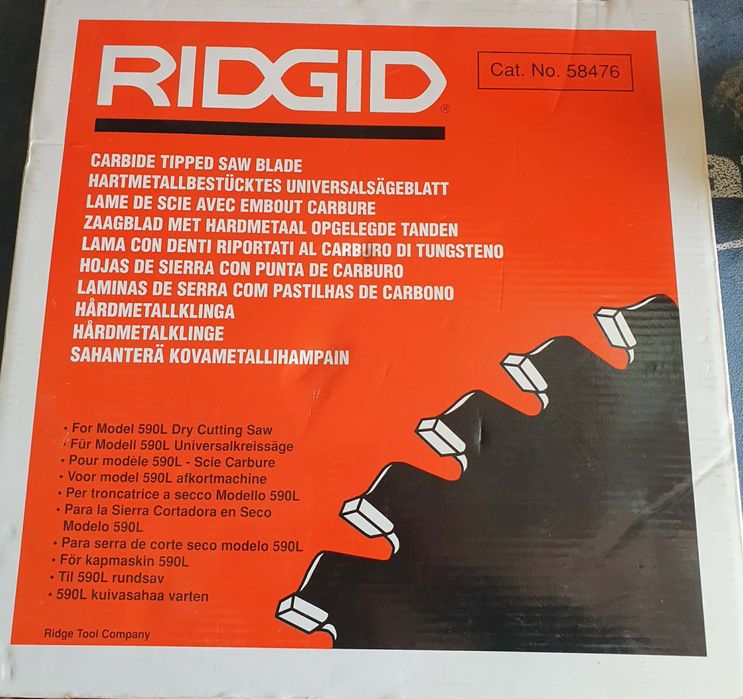 RIDGID®
Cat. No. 58476
CARBIDE TIPPED SAW BLADE
HARTMETALLBESTÜCKTES UNIVERSALSÄGEBLATT
LAME DE SCIE AVEC EMBOUT CARBURE
ZAAGBLAD MET HARDMETAAL OPGELEGDE TANDEN
LAMA CON DENTI RIPORTATI AL CARBURO DI TUNGSTENO
HOJAS DE SIERRA CON PUNTA DE CARBURO
LAMINAS DE SERRA COM PASTILHAS DE CARBONO
HÅRDMETALLKLINGA
HÅRDMETALKLINGE
SAHANTERÄ KOVAMETALLIHAMPAIN
• For Model 590L Dry Cutting Saw
• Für Modell 590L Universalkreissäge
• Pour modèle 590L - Scie Carbure
• Voor model 590L afkortmachine
• Per troncatrice a secco Modello 590L
• Para la Sierra Cortadora en Seco
Modelo 590L
• Para serra de corte seco modelo 590L
• För kapmaskin 590L
• Til 590L rundsav
• 590L kuivasahaa varten
Ridge Tool Company